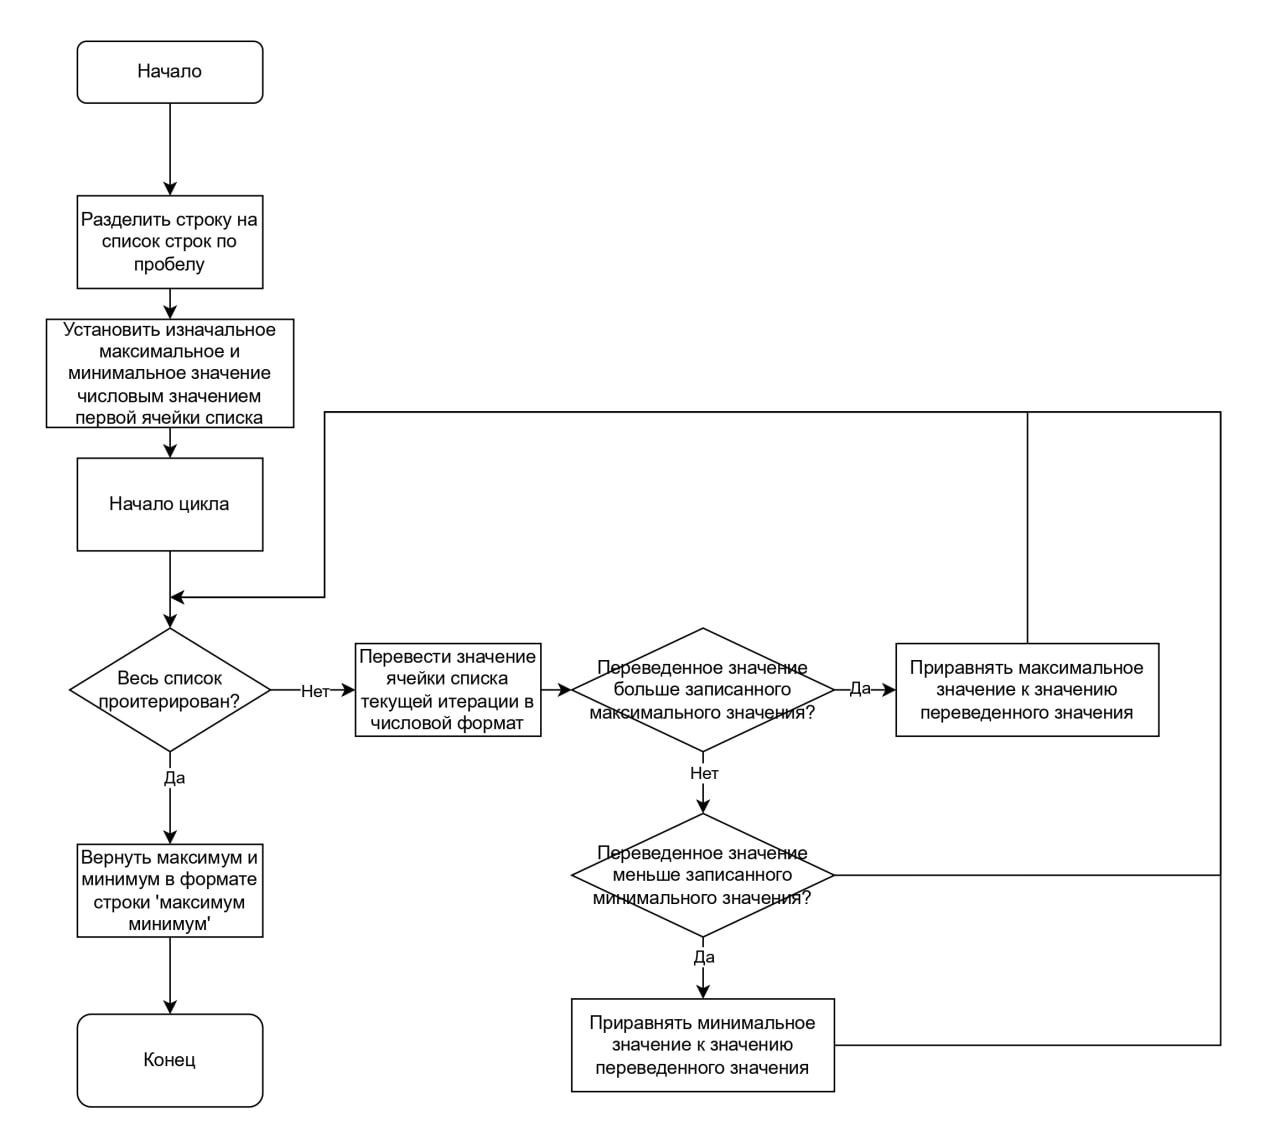 Начало
Разделить строку на
список строк по
пробелу
Установить изначальное
максимальное и
минимальное значение
числовым значением
первой ячейки списка
Начало цикла
Весь список
проитерирован?
Нет
Перевести значение
ячейки списка
текущей итерации в
числовой формат
Переведенное значение
больше записанного
максимального значения?
Да
Приравнять максимальное
значение к значению
переведенного значения
Нет
Переведенное значение
меньше записанного
минимального значения?
Да
Приравнять минимальное
значение к значению
переведенного значения
Да
Вернуть максимум и
минимум в формате
строки 'максимум
минимум'
Конец